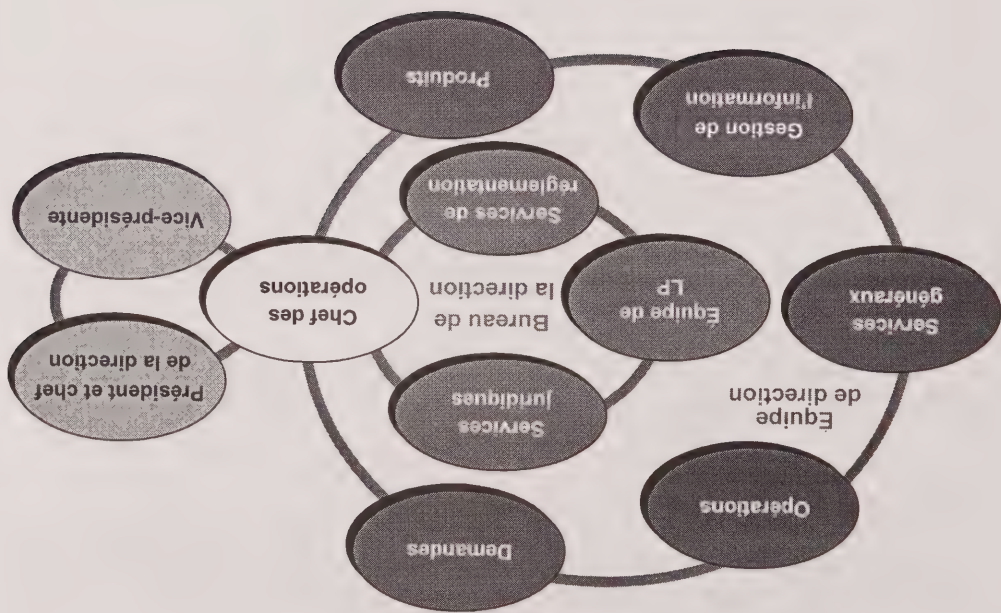 Demandes
Opérations
Équipe
de direction
Services
juridiques
Président et chef
de la direction
Services
généraux
Équipe de
LP
Bureau de
la direction
Chef des
opérations
Vice-présidente
Services de
réglementation
Gestion de
l'information
Produits